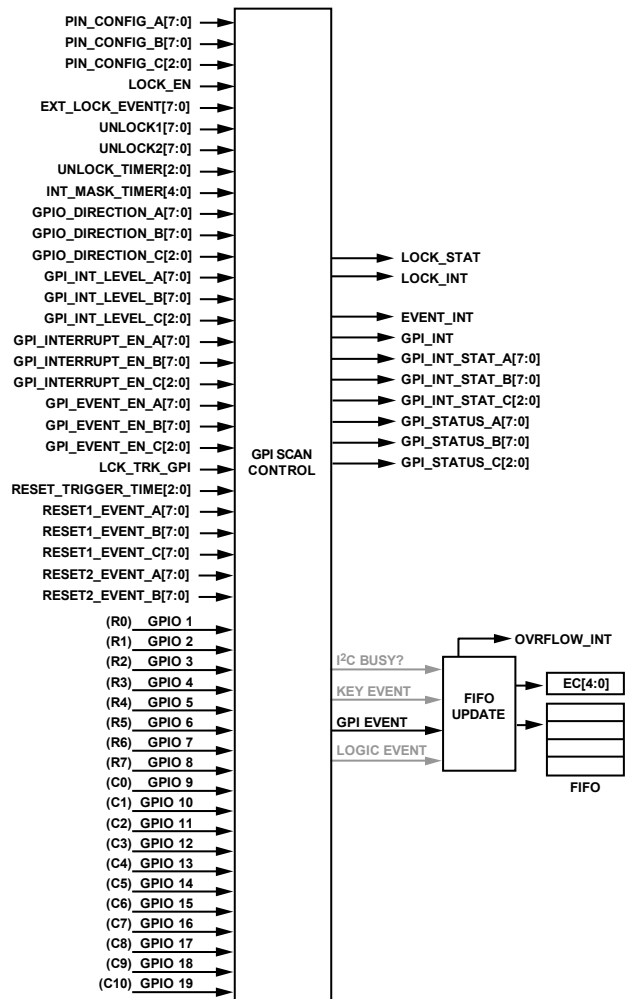 PIN_CONFIG_A[7:0]
PIN_CONFIG_B[7:0]
PIN_CONFIG_C[2:0]
LOCK_EN
EXT_LOCK_EVENT[7:0]
UNLOCK1[7:0]
UNLOCK2[7:0]
UNLOCK_TIMER[2:0]
INT_MASK_TIMER[4:0]
GPIO_DIRECTION_A[7:0]
GPIO_DIRECTION_B[7:0]
GPIO_DIRECTION_C[2:0]
GPI_INT_LEVEL_A[7:0]
GPI_INT_LEVEL_B[7:0]
GPI_INT_LEVEL_C[2:0]
GPI_INTERRUPT_EN_A[7:0]
GPI_INTERRUPT_EN_B[7:0]
GPI_INTERRUPT_EN_C[2:0]
GPI_EVENT_EN_A[7:0]
GPI_EVENT_EN_B[7:0]
GPI_EVENT_EN_C[2:0]
LCK_TRK_GPI
RESET_TRIGGER_TIME[2:0]
RESET1_EVENT_A[7:0]
RESET1_EVENT_B[7:0]
RESET1_EVENT_C[7:0]
RESET2_EVENT_A[7:0]
RESET2_EVENT_B[7:0]
(R0) GPIO 1
(R1) GPIO 2
(R2) GPIO 3
(R3) GPIO 4
(R4) GPIO 5
(R5) GPIO 6
(R6) GPIO 7
(R7) GPIO 8
(C0) GPIO 9
(C1) GPIO 10
(C2) GPIO 11
(C3) GPIO 12
(C4) GPIO 13
(C5) GPIO 14
(C6) GPIO 15
(C7) GPIO 16
(C8) GPIO 17
(C9) GPIO 18
(C10) GPIO 19
GPI SCAN
CONTROL
LOCK_STAT
LOCK_INT
EVENT_INT
GPI_INT
GPI_INT_STAT_A[7:0]
GPI_INT_STAT_B[7:0]
GPI_INT_STAT_C[2:0]
GPI_STATUS_A[7:0]
GPI_STATUS_B[7:0]
GPI_STATUS_C[2:0]
I²C BUSY?
KEY EVENT
GPI EVENT
LOGIC EVENT
FIFO
UPDATE
OVRFLOW_INT
EC[4:0]
FIFO